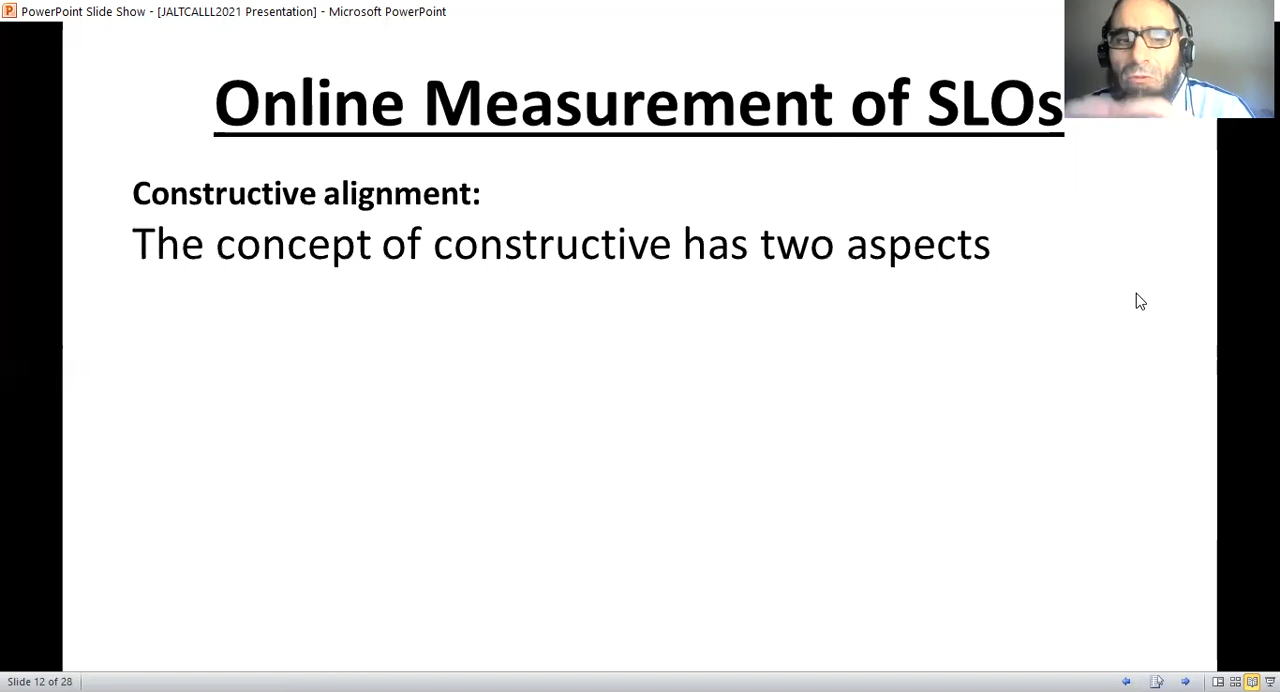 PowerPoint Slide Show - [JALTCALLL2021 Presentation] - Microsoft PowerPoint
Online Measurement of SLOs
Constructive alignment:
The concept of constructive has two aspects
Slide 12 of 28